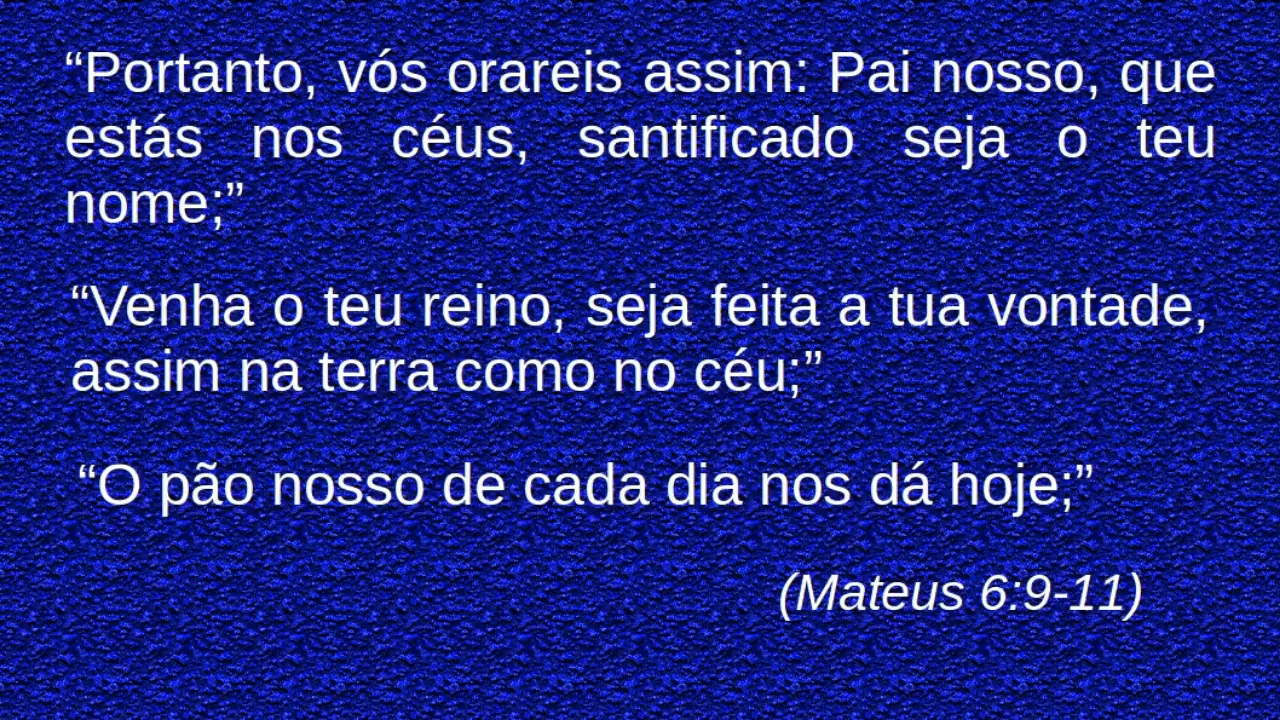 “Portanto, vós orareis assim: Pai nosso, que
estás nos céus, santificado seja o teu
nome;”
“Venha o teu reino, seja feita a tua vontade,
assim na terra como no céu;”
“O pão nosso de cada dia nos dá hoje;”
(Mateus 6:9-11)